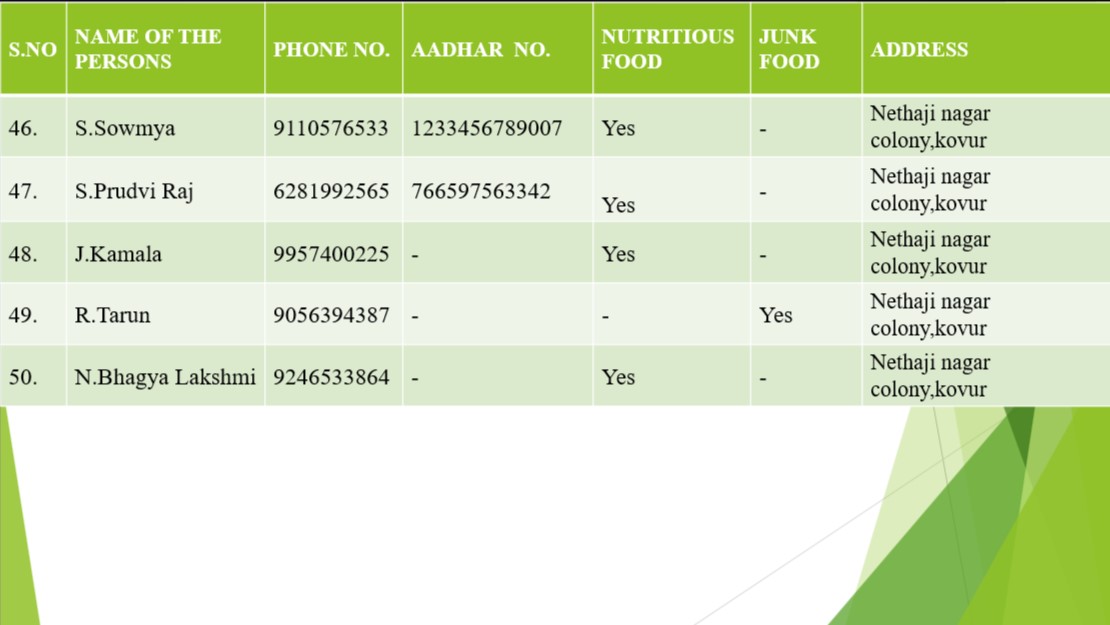 S.NO NAME OF THE PERSONS PHONE NO. AADHAR NO. NUTRITIOUS FOOD JUNK FOOD ADDRESS
46. S.Sowmya 9110576533 1233456789007 Yes - Nethaji nagar colony,kovur
47. S.Prudvi Raj 6281992565 766597563342 Yes - Nethaji nagar colony,kovur
48. J.Kamala 9957400225 - Yes - Nethaji nagar colony,kovur
49. R.Tarun 9056394387 - - Yes Nethaji nagar colony,kovur
50. N.Bhagya Lakshmi 9246533864 - Yes - Nethaji nagar colony,kovur